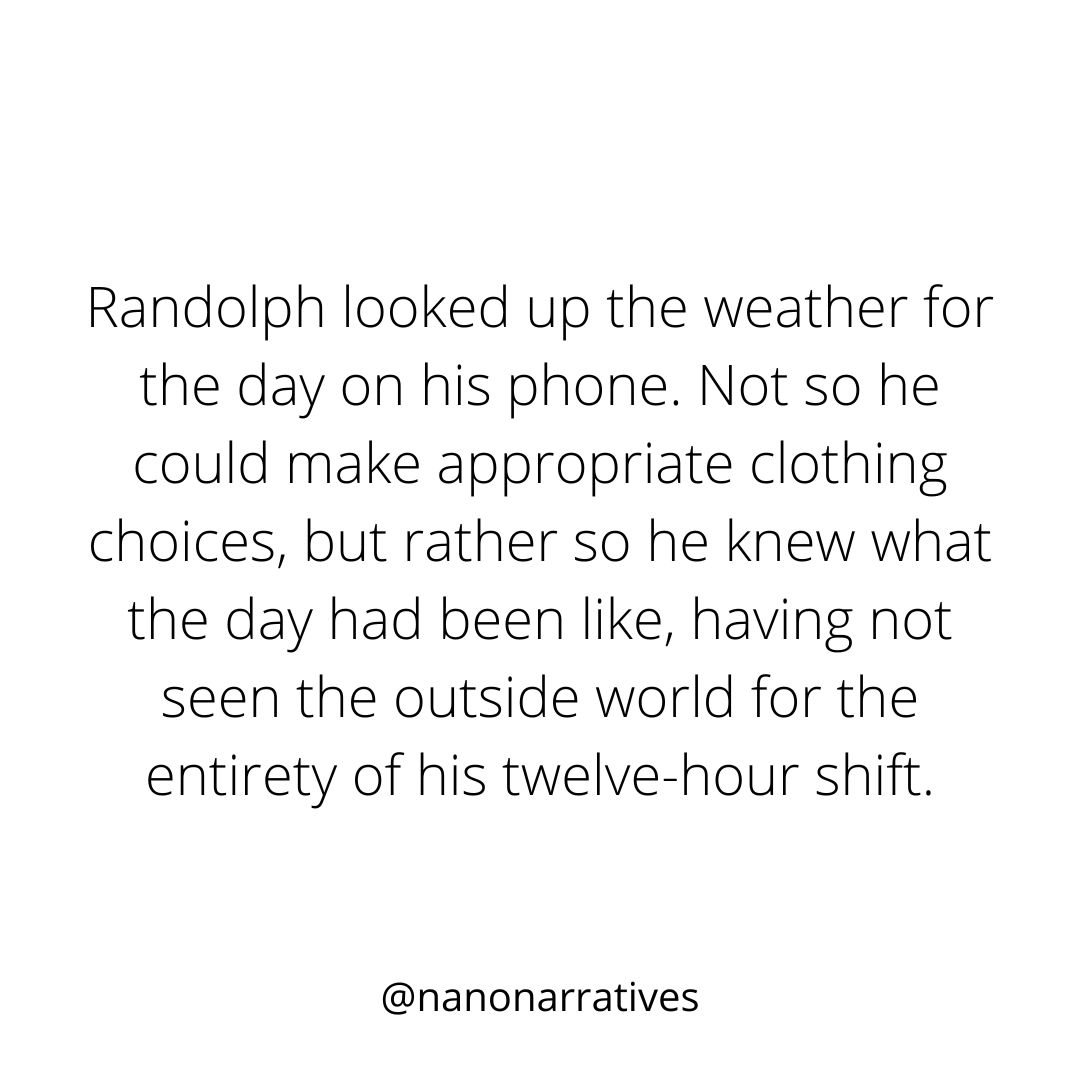 Randolph looked up the weather for
the day on his phone. Not so he
could make appropriate clothing
choices, but rather so he knew what
the day had been like, having not
seen the outside world for the
entirety of his twelve-hour shift.
@nanonarratives